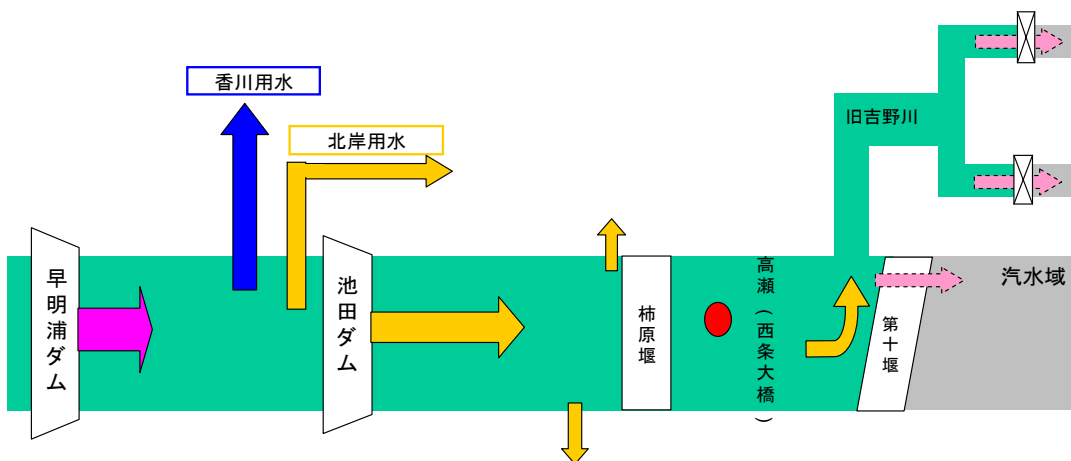 香川用水
北岸用水
旧吉野川
早明浦ダム
池田ダム
柿原堰
高瀬(西条大橋)
第十堰
汽水域